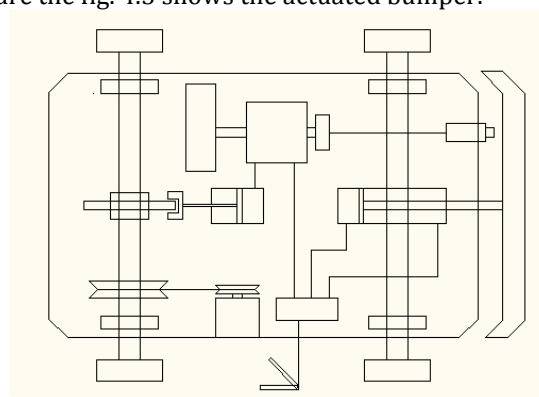 are the fig. 4.3 shows the actuated bumper.